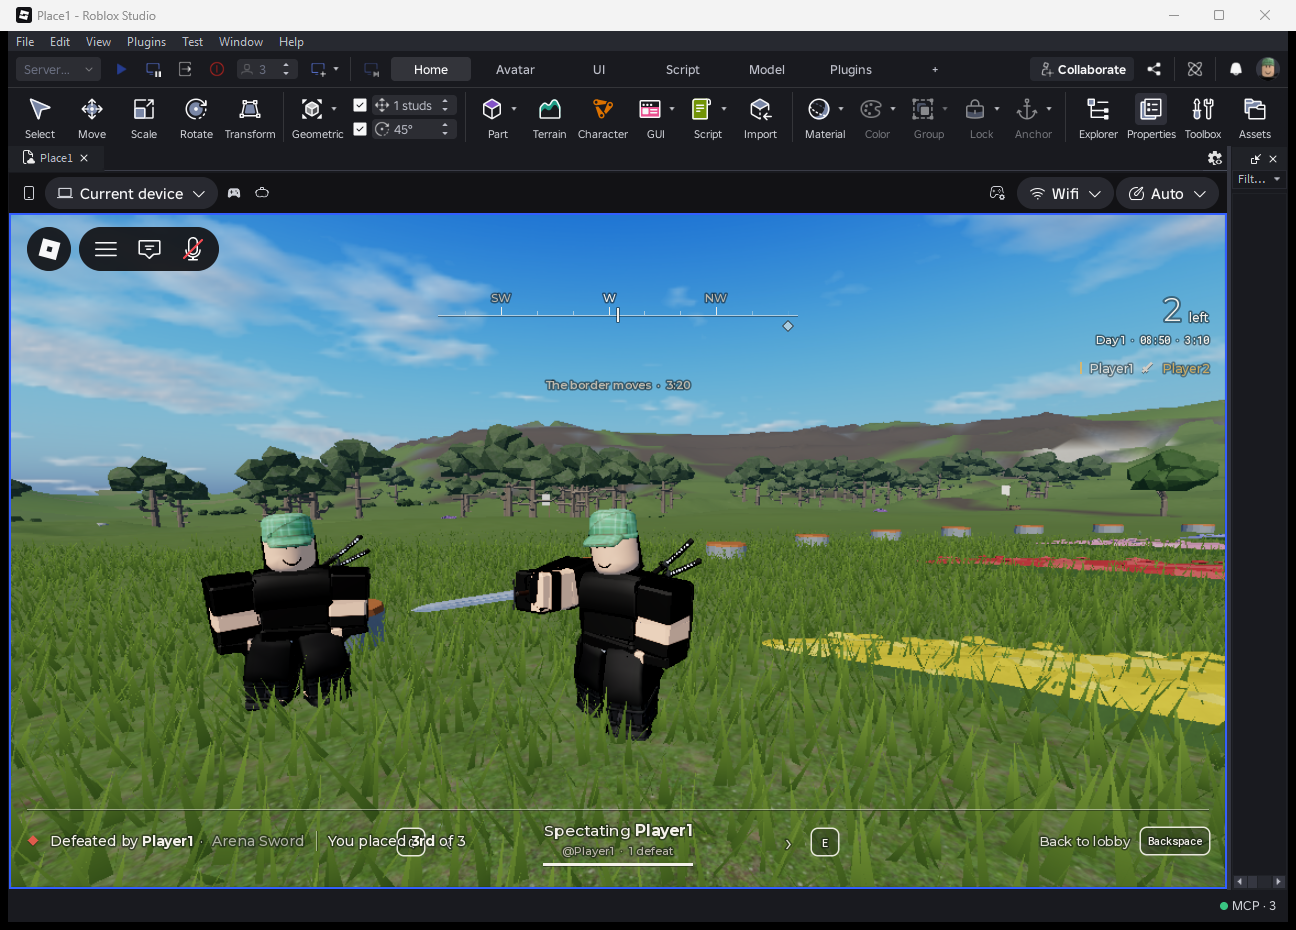 Place1 - Roblox Studio
File Edit View Plugins Test Window Help
Server... 3 Home Avatar UI Script Model Plugins + Collaborate
1 studs
45°
Select Move Scale Rotate Transform Geometric Part Terrain Character GUI Script Import Material Color Group Lock Anchor Explorer Properties Toolbox Assets
Place1
Filt...
Current device Wifi Auto
SW W NW
2 left
Day 1 · 08:50 · 3:10
Player1 Player2
The border moves · 3:20
Defeated by Player1 · Arena Sword You placed 3rd of 3
Spectating Player1
@Player1 · 1 defeat
E
Back to lobby Backspace
MCP · 3